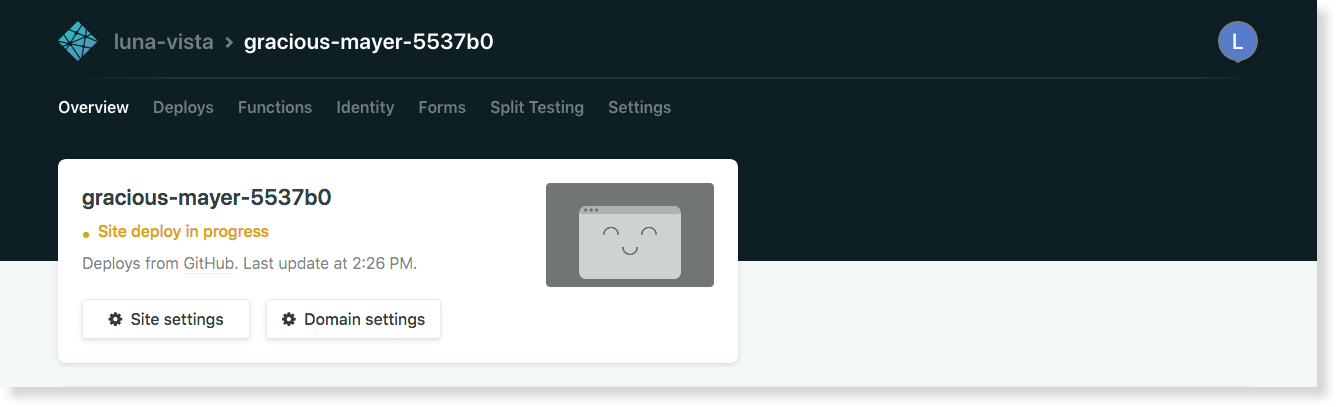 luna-vista > gracious-mayer-5537b0
L
Overview Deploys Functions Identity Forms Split Testing Settings
gracious-mayer-5537b0
Site deploy in progress
Deploys from GitHub. Last update at 2:26 PM.
Site settings Domain settings